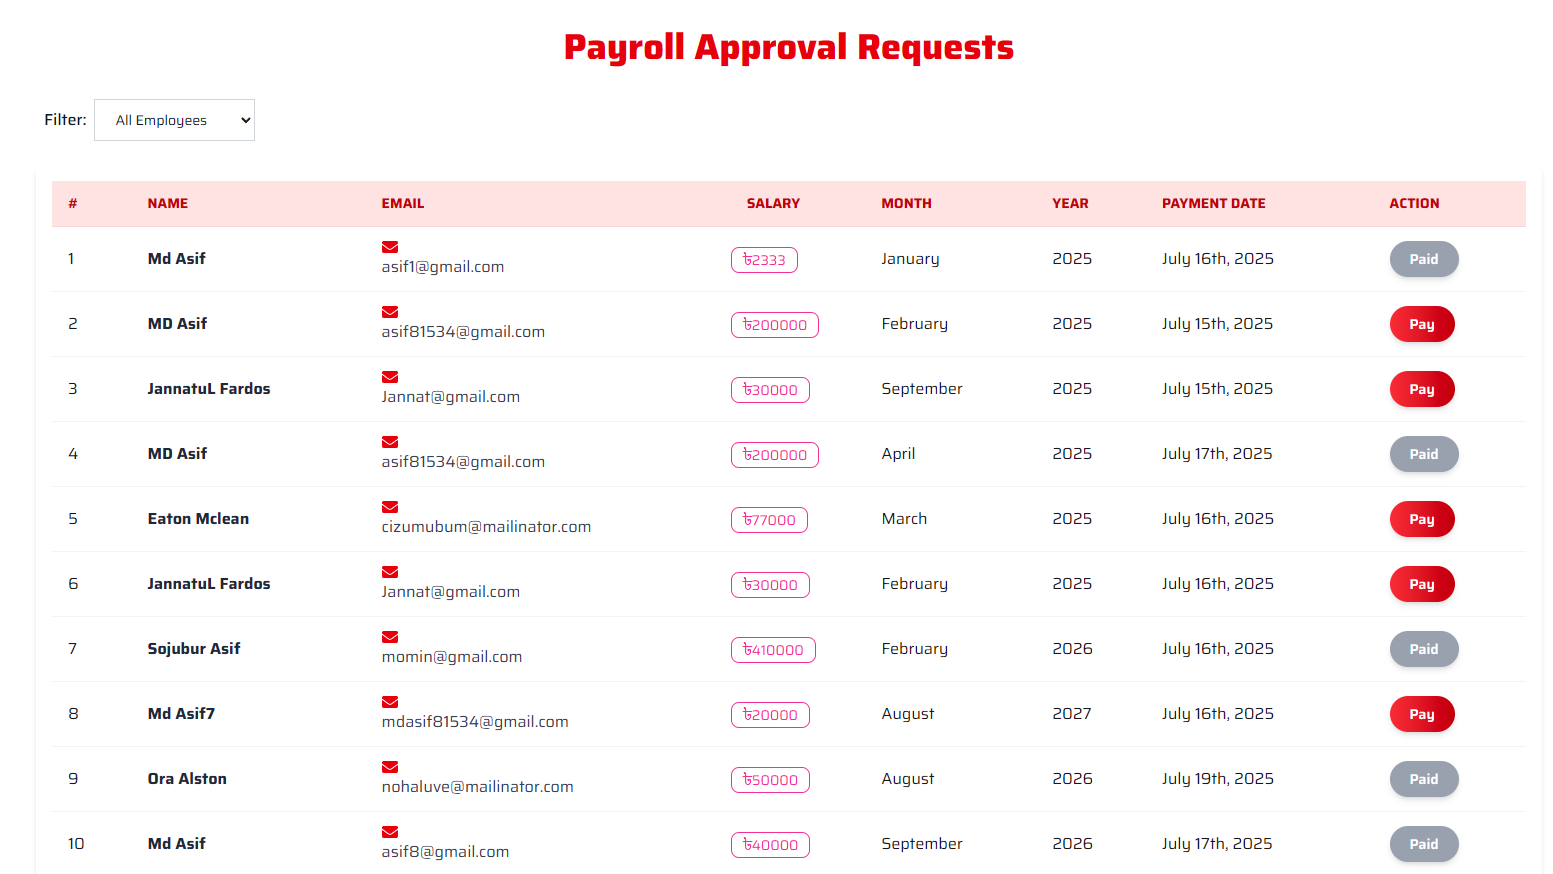 Payroll Approval Requests
Filter: All Employees
# NAME EMAIL SALARY MONTH YEAR PAYMENT DATE ACTION
1 Md Asif asif1@gmail.com ৳2333 January 2025 July 16th, 2025 Paid
2 MD Asif asif81534@gmail.com ৳200000 February 2025 July 15th, 2025 Pay
3 JannatuL Fardos Jannat@gmail.com ৳30000 September 2025 July 15th, 2025 Pay
4 MD Asif asif81534@gmail.com ৳200000 April 2025 July 17th, 2025 Paid
5 Eaton Mclean cizumubum@mailinator.com ৳77000 March 2025 July 16th, 2025 Pay
6 JannatuL Fardos Jannat@gmail.com ৳30000 February 2025 July 16th, 2025 Pay
7 Sojubur Asif momin@gmail.com ৳410000 February 2026 July 16th, 2025 Paid
8 Md Asif7 mdasif81534@gmail.com ৳20000 August 2027 July 16th, 2025 Pay
9 Ora Alston nohaluve@mailinator.com ৳50000 August 2026 July 19th, 2025 Paid
10 Md Asif asif8@gmail.com ৳40000 September 2026 July 17th, 2025 Paid